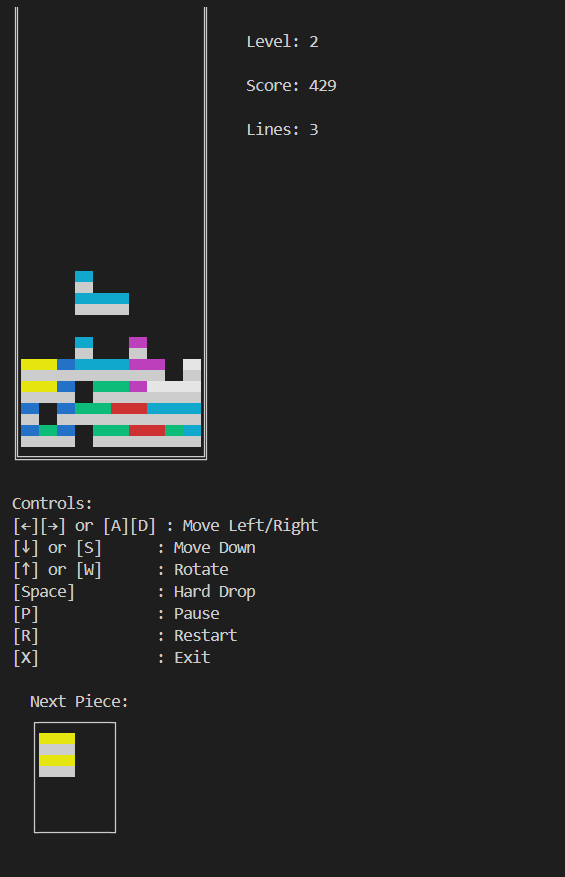 Level: 2
Score: 429
Lines: 3
Controls:
[←][→] or [A][D] : Move Left/Right
[↓] or [S]      : Move Down
[↑] or [W]      : Rotate
[Space]         : Hard Drop
[P]             : Pause
[R]             : Restart
[X]             : Exit
Next Piece: